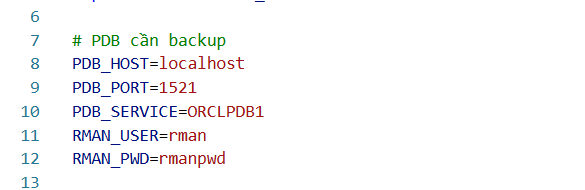 6
7 # PDB cần backup
8 PDB_HOST=localhost
9 PDB_PORT=1521
10 PDB_SERVICE=ORCLPDB1
11 RMAN_USER=rman
12 RMAN_PWD=rmanpwd
13